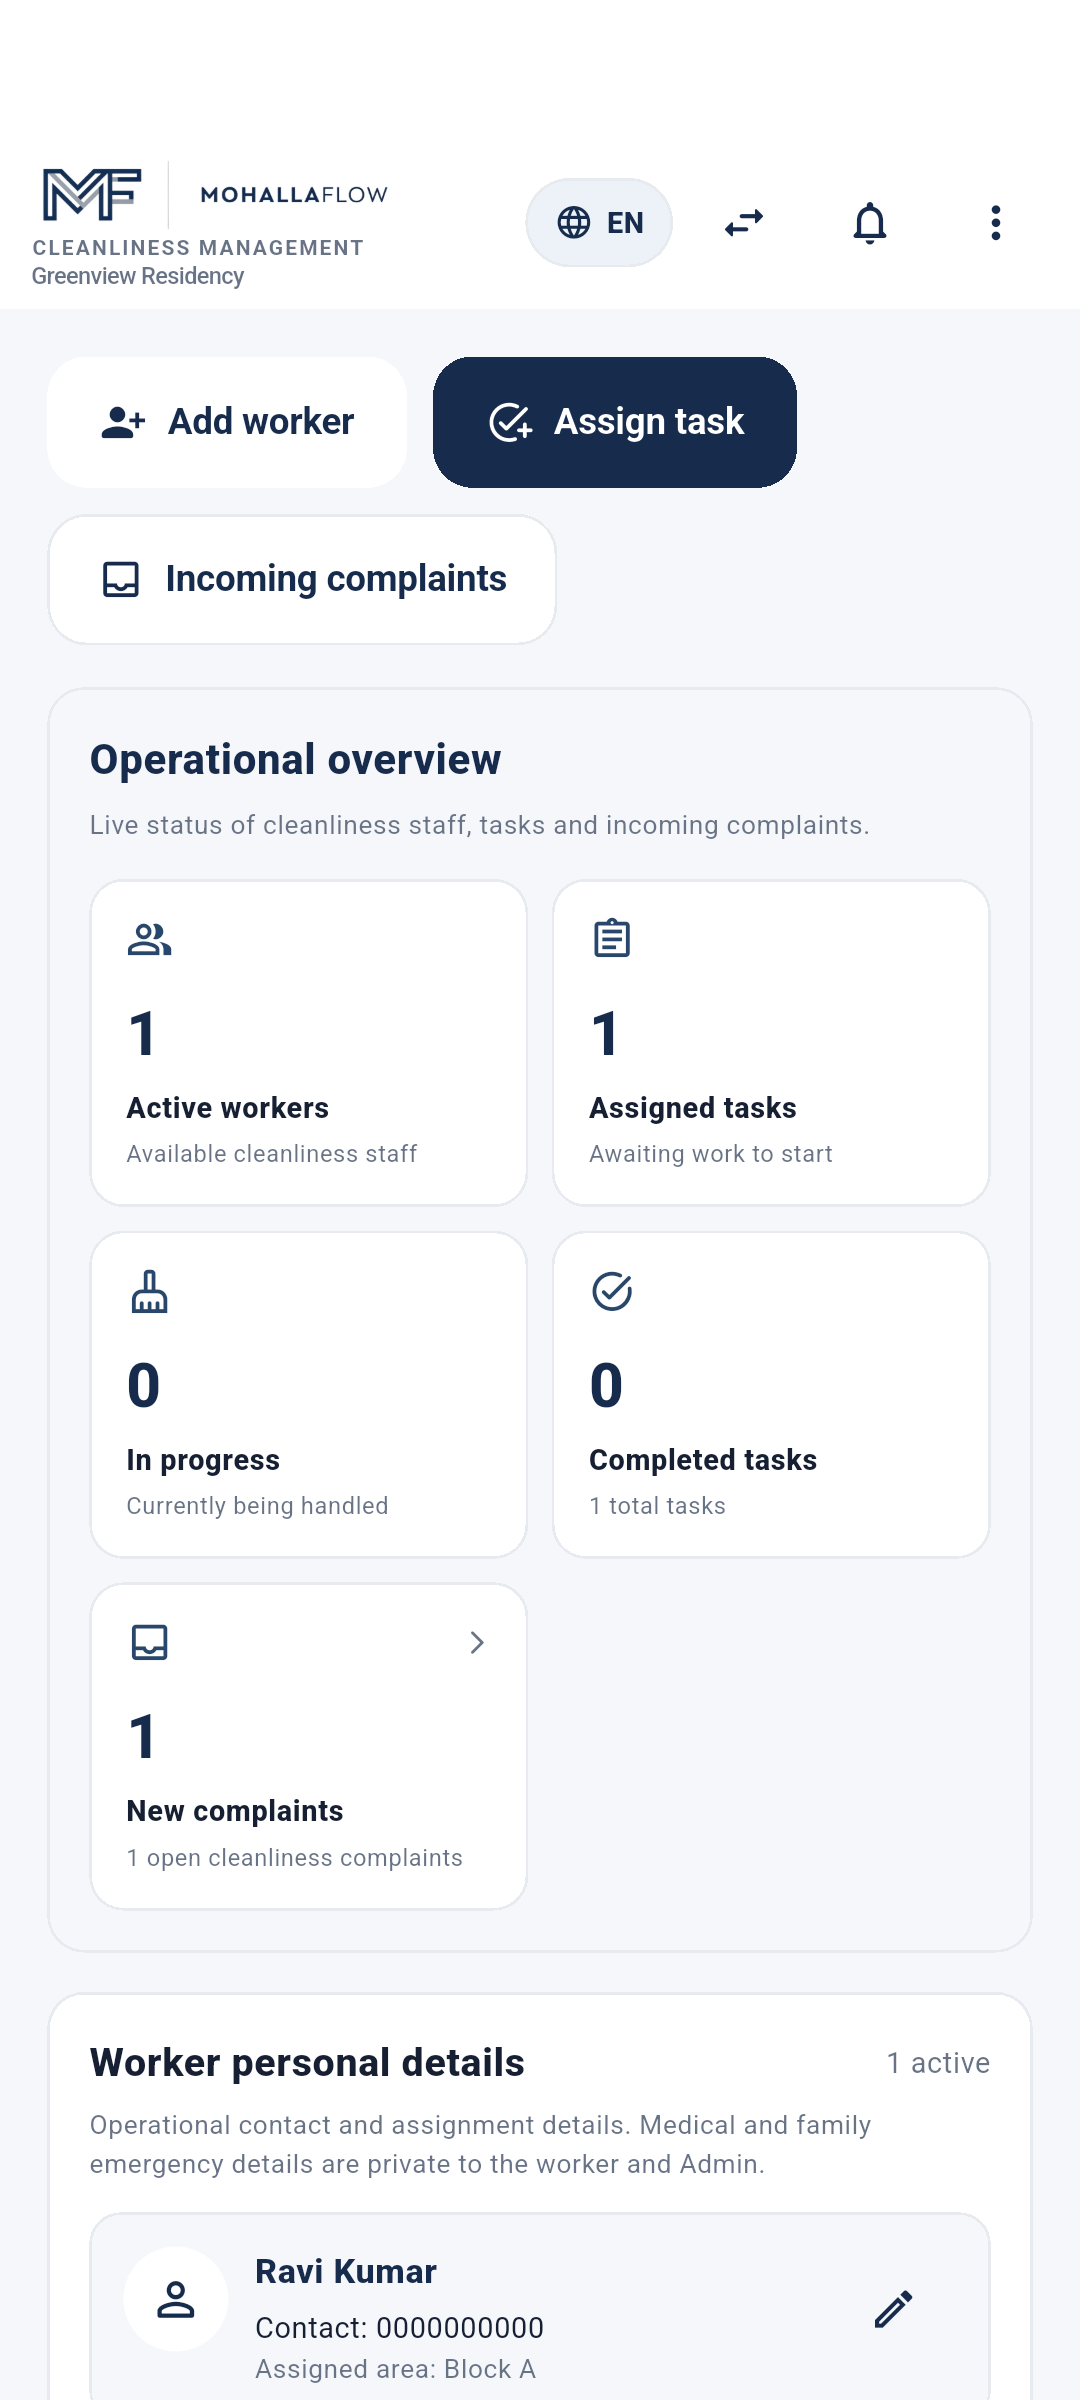 MF
MOHALLAFLOW
CLEANLINESS MANAGEMENT
Greenview Residency
EN
Add worker
Assign task
Incoming complaints
Operational overview
Live status of cleanliness staff, tasks and incoming complaints.
1
Active workers
Available cleanliness staff
1
Assigned tasks
Awaiting work to start
0
In progress
Currently being handled
0
Completed tasks
1 total tasks
1
New complaints
1 open cleanliness complaints
Worker personal details
1 active
Operational contact and assignment details. Medical and family
emergency details are private to the worker and Admin.
Ravi Kumar
Contact: 0000000000
Assigned area: Block A